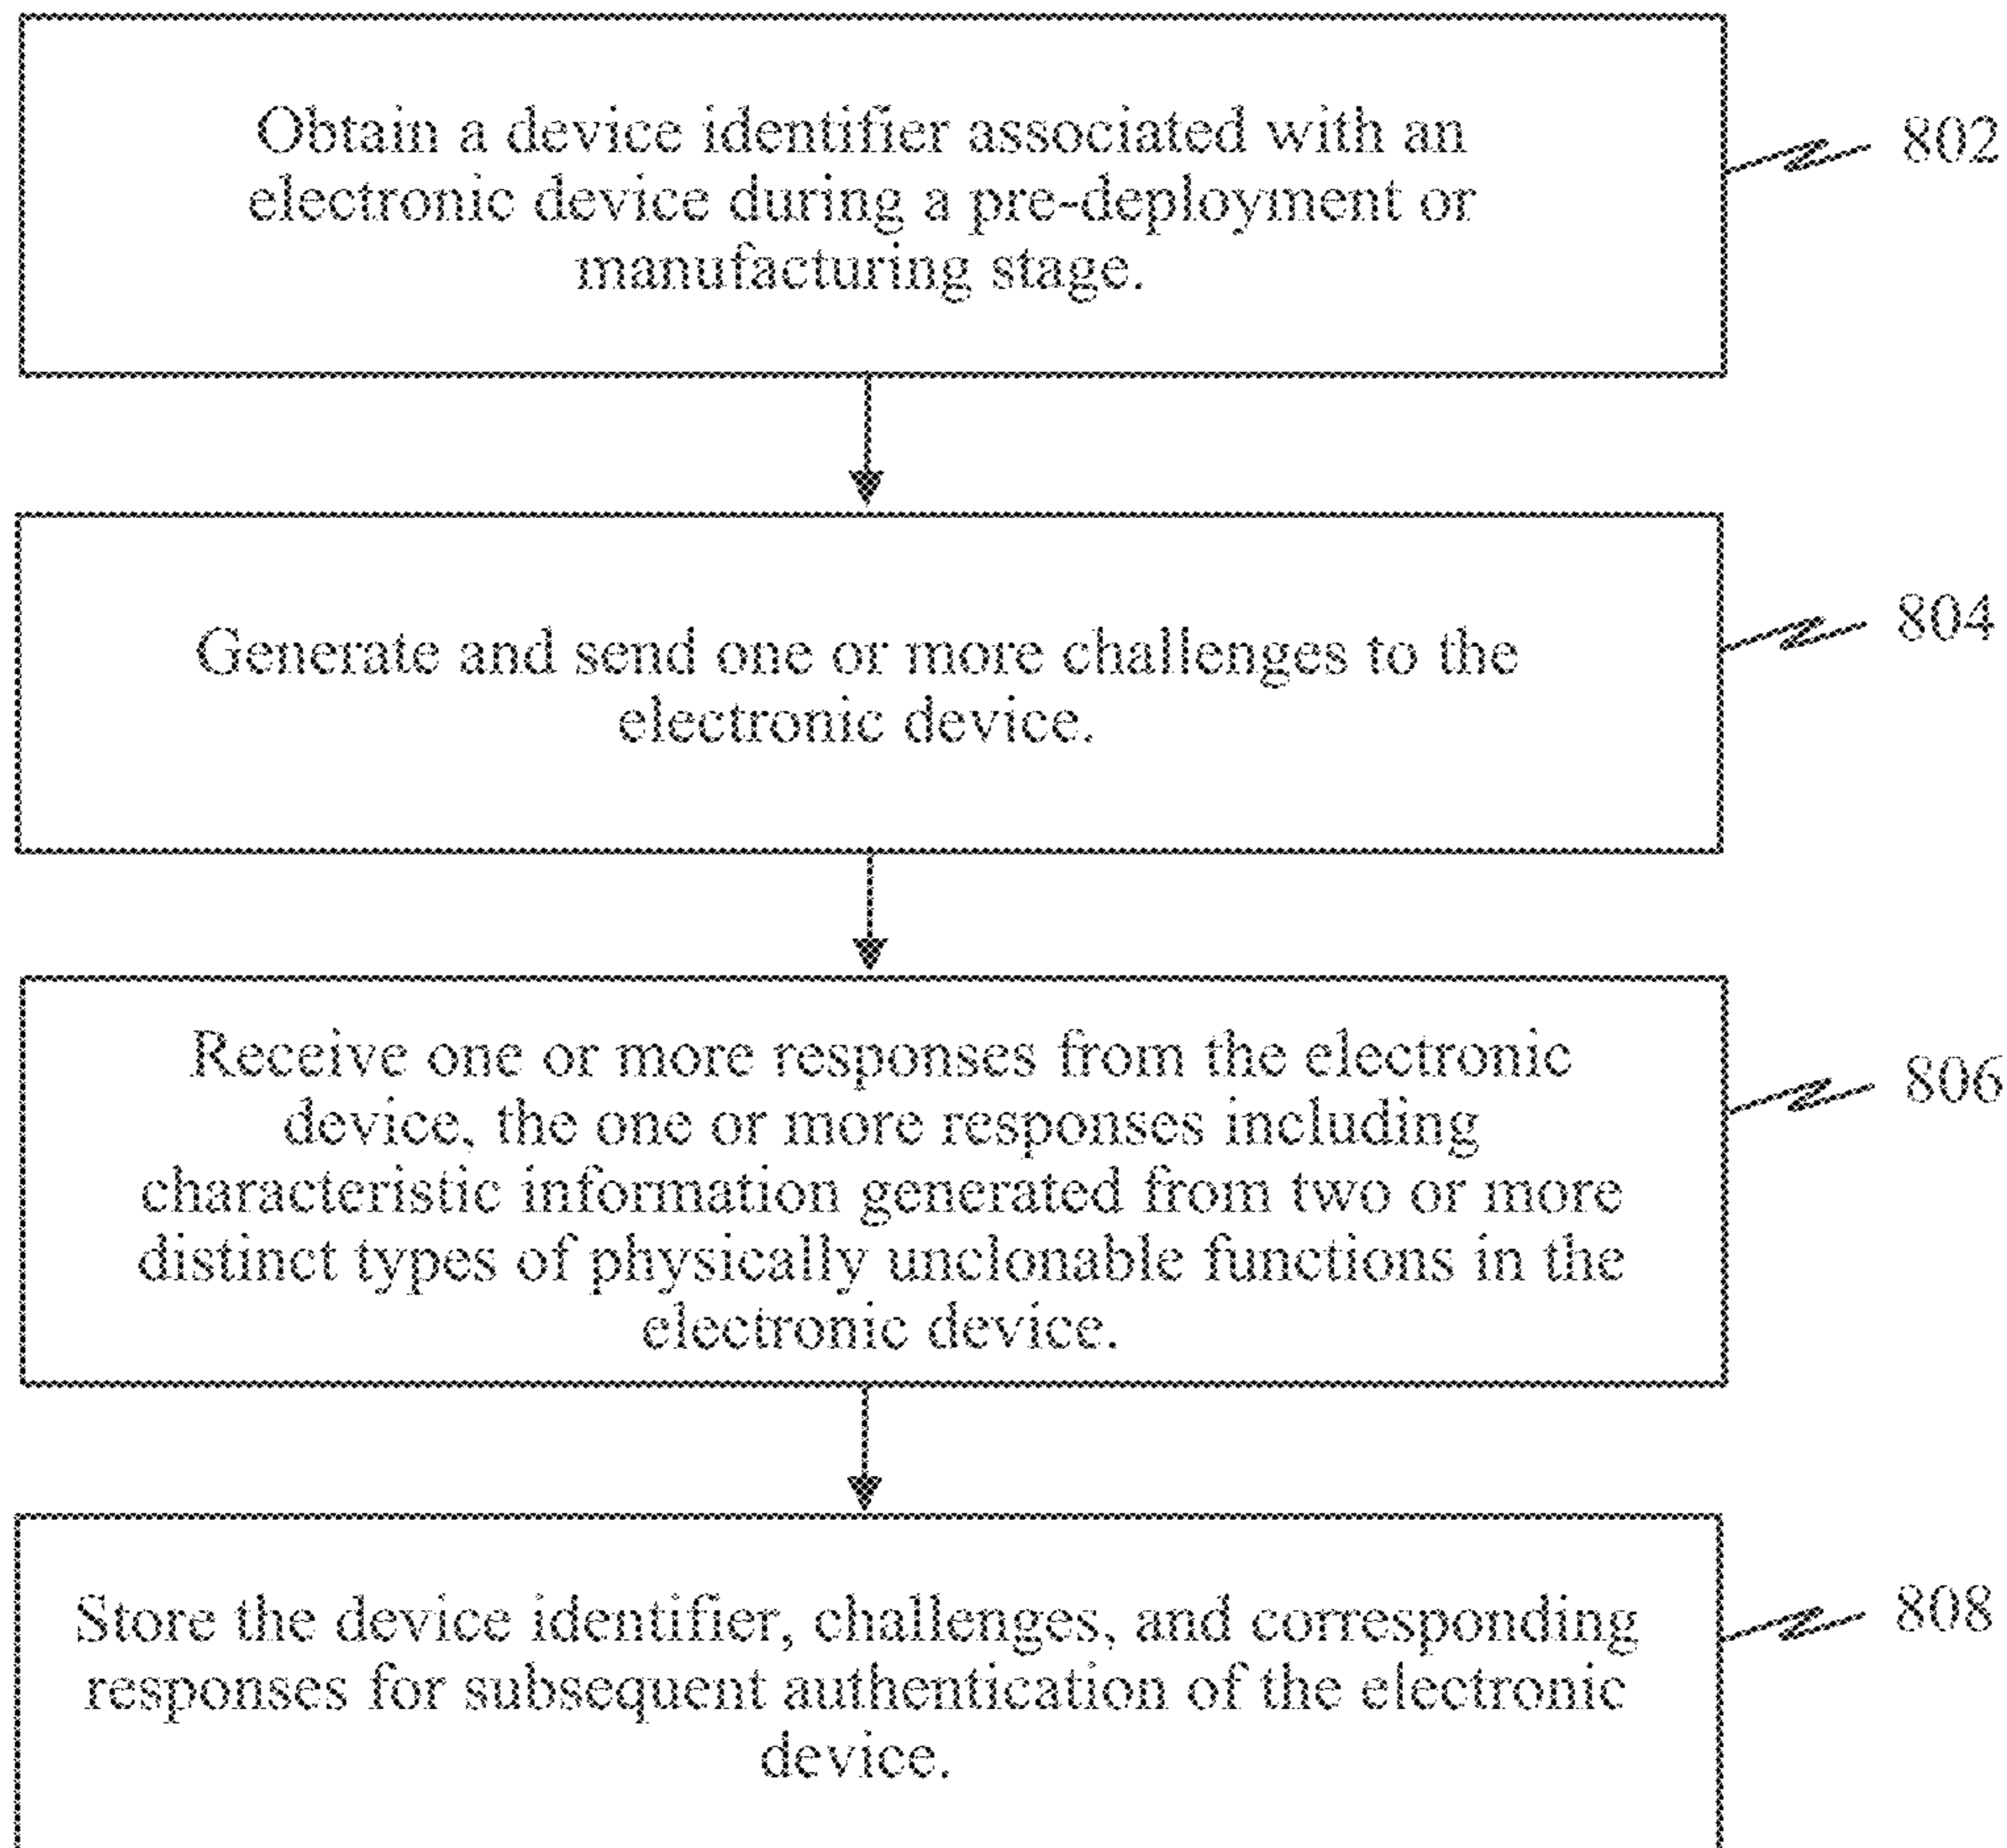 Obtain a device identifier associated with an
electronic device during a pre-deployment or
manufacturing stage.
802
Generate and send one or more challenges to the
electronic device.
804
Receive one or more responses from the electronic
device, the one or more responses including
characteristic information generated from two or more
distinct types of physically unclonable functions in the
electronic device.
806
Store the device identifier, challenges, and corresponding
responses for subsequent authentication of the electronic
device.
808